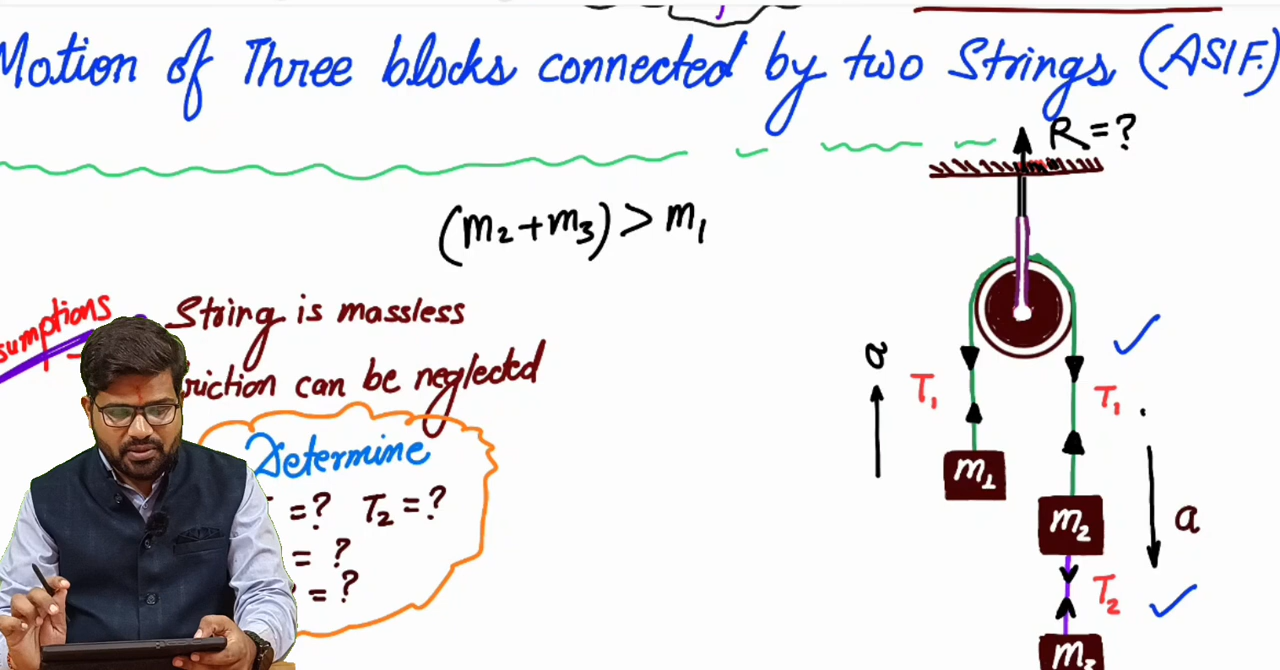 Motion of Three blocks connected by two Strings (ASIF.)
R = ?
(m₂+m₃) > m₁
sumptions
String is massless
riction can be neglected
Determine
= ? T₂ = ?
= ?
= ?
a
T₁
T₁
m₁
m₂
a
T₂